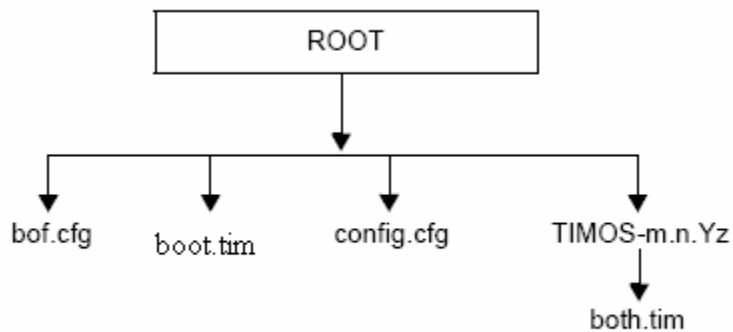 ROOT
bof.cfg
boot.tim
config.cfg
TIMOS-m.n.Yz
both.tim